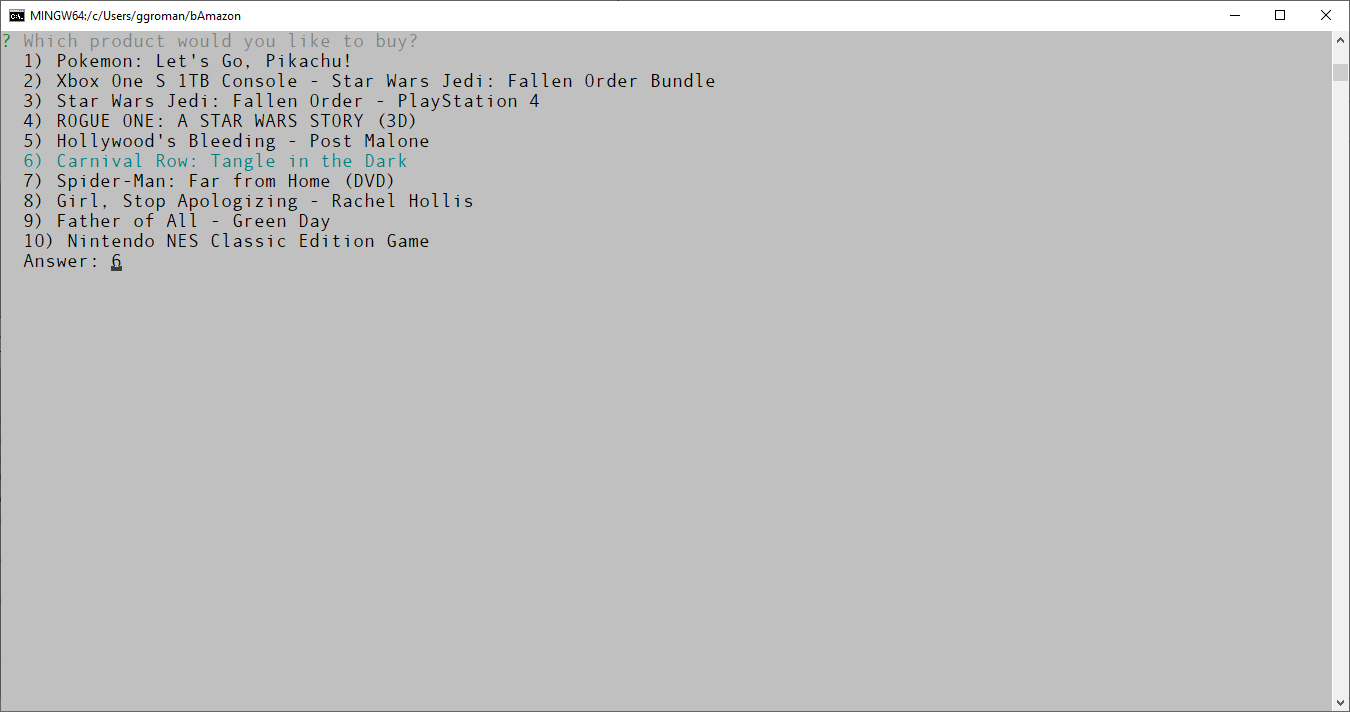 MINGW64:/c/Users/ggroman/bAmazon
? Which product would you like to buy?
1) Pokemon: Let's Go, Pikachu!
2) Xbox One S 1TB Console - Star Wars Jedi: Fallen Order Bundle
3) Star Wars Jedi: Fallen Order - PlayStation 4
4) ROGUE ONE: A STAR WARS STORY (3D)
5) Hollywood's Bleeding - Post Malone
6) Carnival Row: Tangle in the Dark
7) Spider-Man: Far from Home (DVD)
8) Girl, Stop Apologizing - Rachel Hollis
9) Father of All - Green Day
10) Nintendo NES Classic Edition Game
Answer: 6